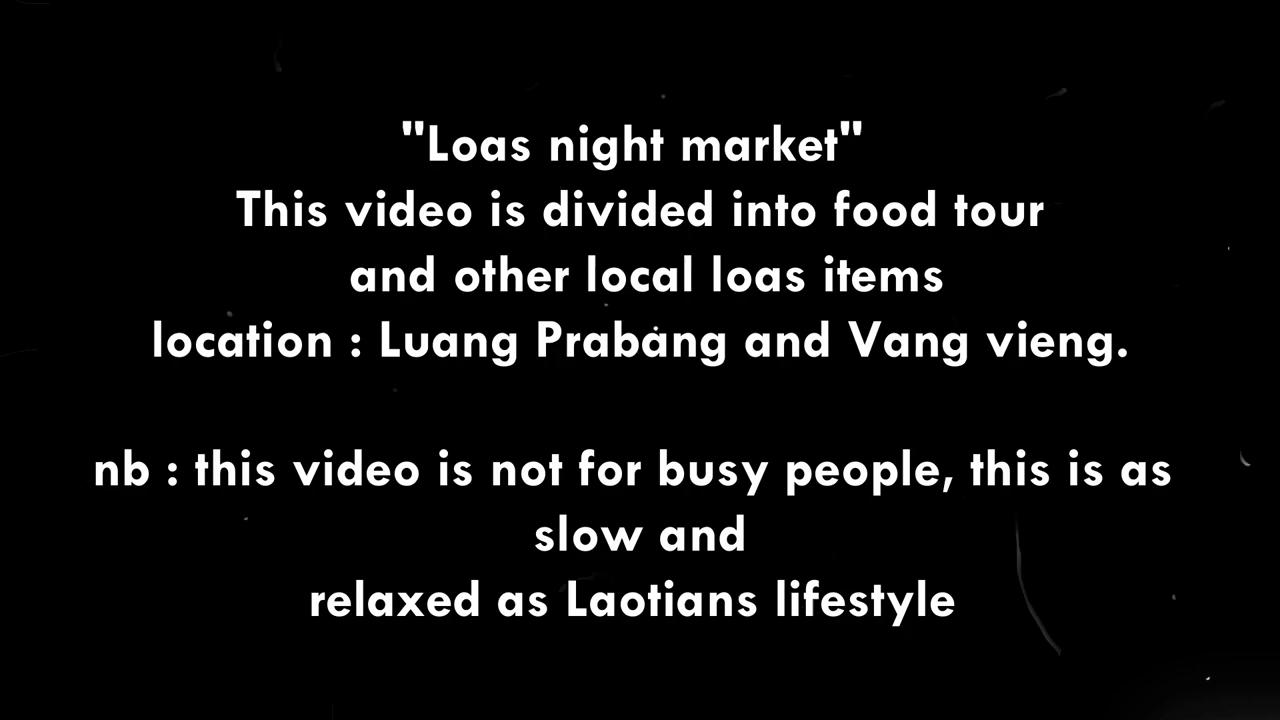 "Loas night market"
This video is divided into food tour
and other local loas items
location : Luang Prabang and Vang vieng.
nb : this video is not for busy people, this is as
slow and
relaxed as Laotians lifestyle